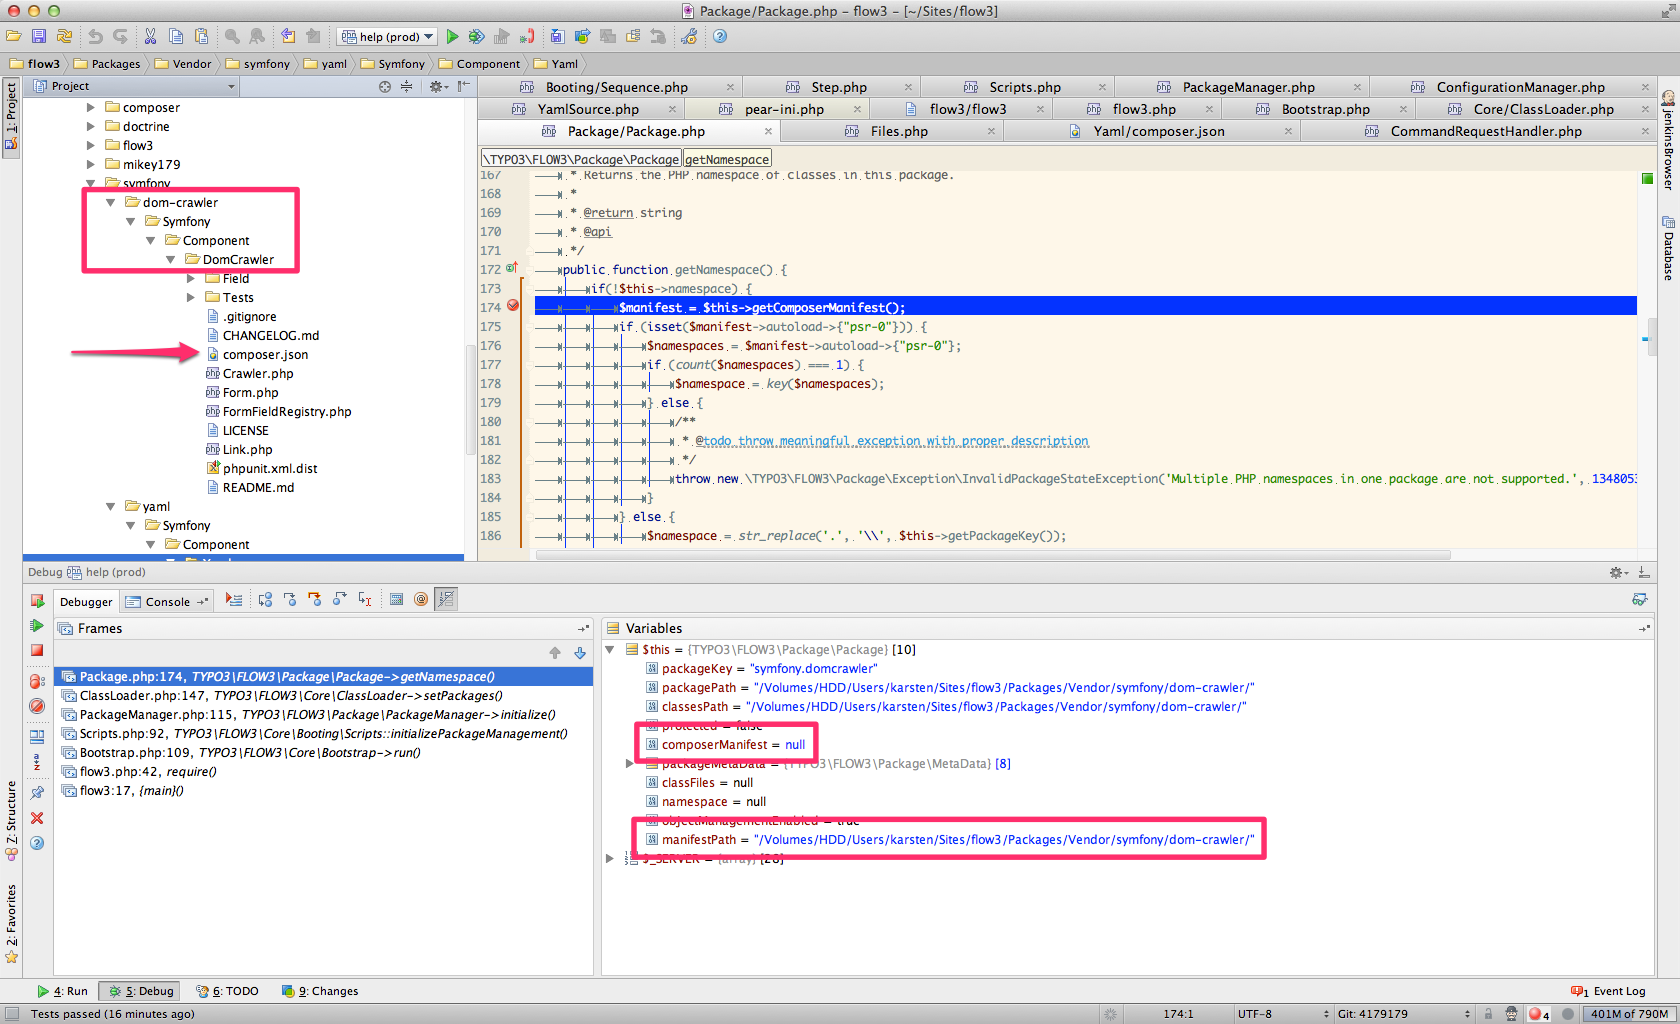 Package/Package.php – flow3 – [~/Sites/flow3]
help (prod)
flow3 Packages Vendor symfony yaml Symfony Component Yaml
1: Project
Project
composer
doctrine
flow3
mikey179
symfony
dom-crawler
Symfony
Component
DomCrawler
Field
Tests
.gitignore
CHANGELOG.md
composer.json
Crawler.php
Form.php
FormFieldRegistry.php
LICENSE
Link.php
phpunit.xml.dist
README.md
yaml
Symfony
Component
Booting/Sequence.php Step.php Scripts.php PackageManager.php ConfigurationManager.php
YamlSource.php pear-ini.php flow3/flow3 flow3.php Bootstrap.php Core/ClassLoader.php
Package/Package.php Files.php Yaml/composer.json CommandRequestHandler.php
\TYPO3\FLOW3\Package\Package getNamespace
167 * Returns the PHP namespace of classes in this package.
168 *
169 * @return string
170 * @api
171 */
172 public function getNamespace() {
173 if(!$this->namespace) {
174 $manifest = $this->getComposerManifest();
175 if (isset($manifest->autoload->{"psr-0"})) {
176 $namespaces = $manifest->autoload->{"psr-0"};
177 if (count($namespaces) === 1) {
178 $namespace = key($namespaces);
179 } else {
180 /**
181 * @todo throw meaningful exception with proper description
182 */
183 throw new \TYPO3\FLOW3\Package\Exception\InvalidPackageStateException('Multiple PHP namespaces in one package are not supported.', 1348053
184 }
185 } else {
186 $namespace = str_replace('.', '\\', $this->getPackageKey());
JenkinsBrowser
Database
Debug help (prod)
Debugger Console
Frames
Package.php:174, TYPO3\FLOW3\Package\Package->getNamespace()
ClassLoader.php:147, TYPO3\FLOW3\Core\ClassLoader->setPackages()
PackageManager.php:115, TYPO3\FLOW3\Package\PackageManager->initialize()
Scripts.php:92, TYPO3\FLOW3\Core\Booting\Scripts::initializePackageManagement()
Bootstrap.php:109, TYPO3\FLOW3\Core\Bootstrap->run()
flow3.php:42, require()
flow3:17, {main}()
Variables
$this = {TYPO3\FLOW3\Package\Package} [10]
packageKey = "symfony.domcrawler"
packagePath = "/Volumes/HDD/Users/karsten/Sites/flow3/Packages/Vendor/symfony/dom-crawler/"
classesPath = "/Volumes/HDD/Users/karsten/Sites/flow3/Packages/Vendor/symfony/dom-crawler/"
protected = false
composerManifest = null
packageMetaData = {TYPO3\FLOW3\Package\MetaData} [8]
classFiles = null
namespace = null
objectManagementEnabled = true
manifestPath = "/Volumes/HDD/Users/karsten/Sites/flow3/Packages/Vendor/symfony/dom-crawler/"
$_SERVER = {array} [26]
Z: Structure
2: Favorites
4: Run 5: Debug 6: TODO 9: Changes 1 Event Log
Tests passed (16 minutes ago) 174:1 UTF-8 Git: 4179179 4 401M of 790M